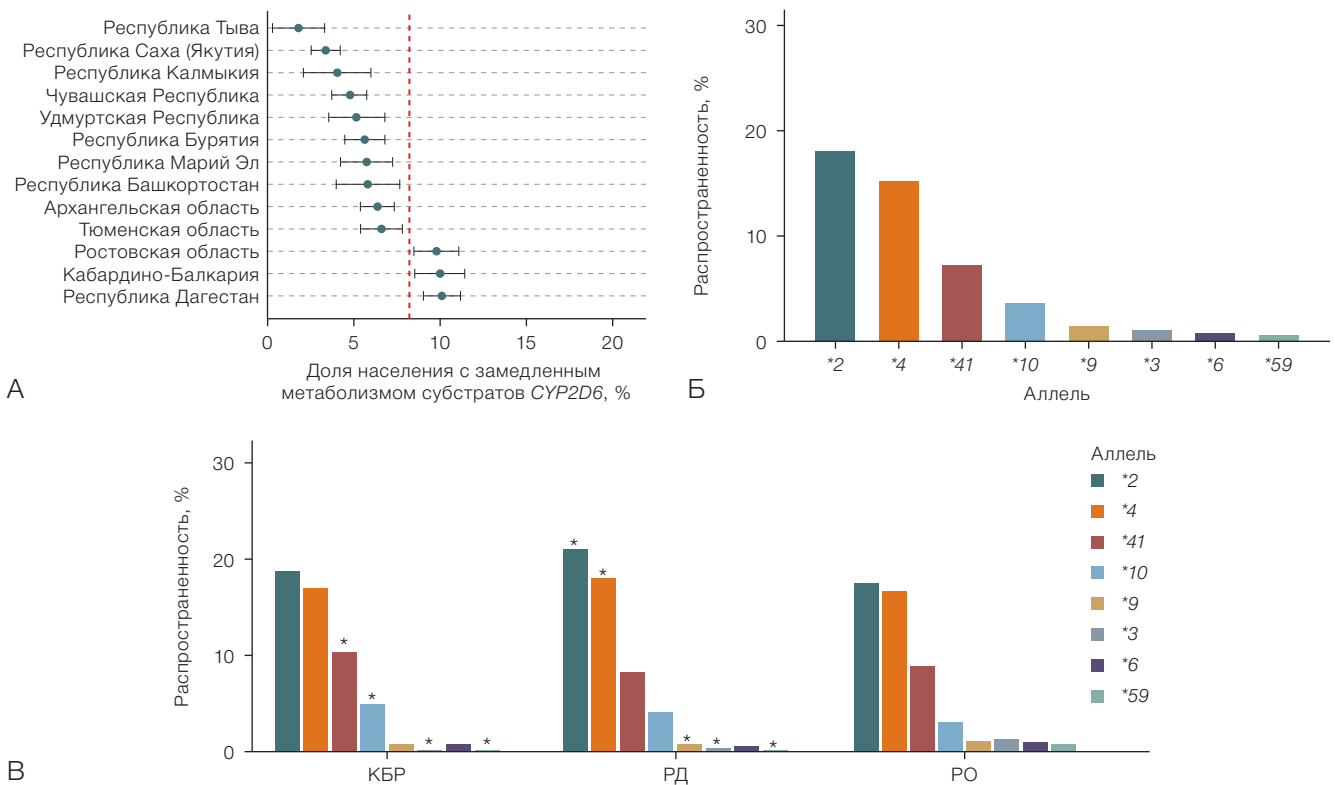 Республика Тыва
Республика Саха (Якутия)
Республика Калмыкия
Чувашская Республика
Удмуртская Республика
Республика Бурятия
Республика Марий Эл
Республика Башкортостан
Архангельская область
Тюменская область
Ростовская область
Кабардино-Балкария
Республика Дагестан
0 5 10 15 20
Доля населения с замедленным
метаболизмом субстратов CYP2D6, %
А
Распространенность, %
30
20
10
0
*2 *4 *41 *10 *9 *3 *6 *59
Аллель
Б
Распространенность, %
30
20
10
0
* * * *
* * * * *
КБР РД РО
Аллель
*2
*4
*41
*10
*9
*3
*6
*59
В